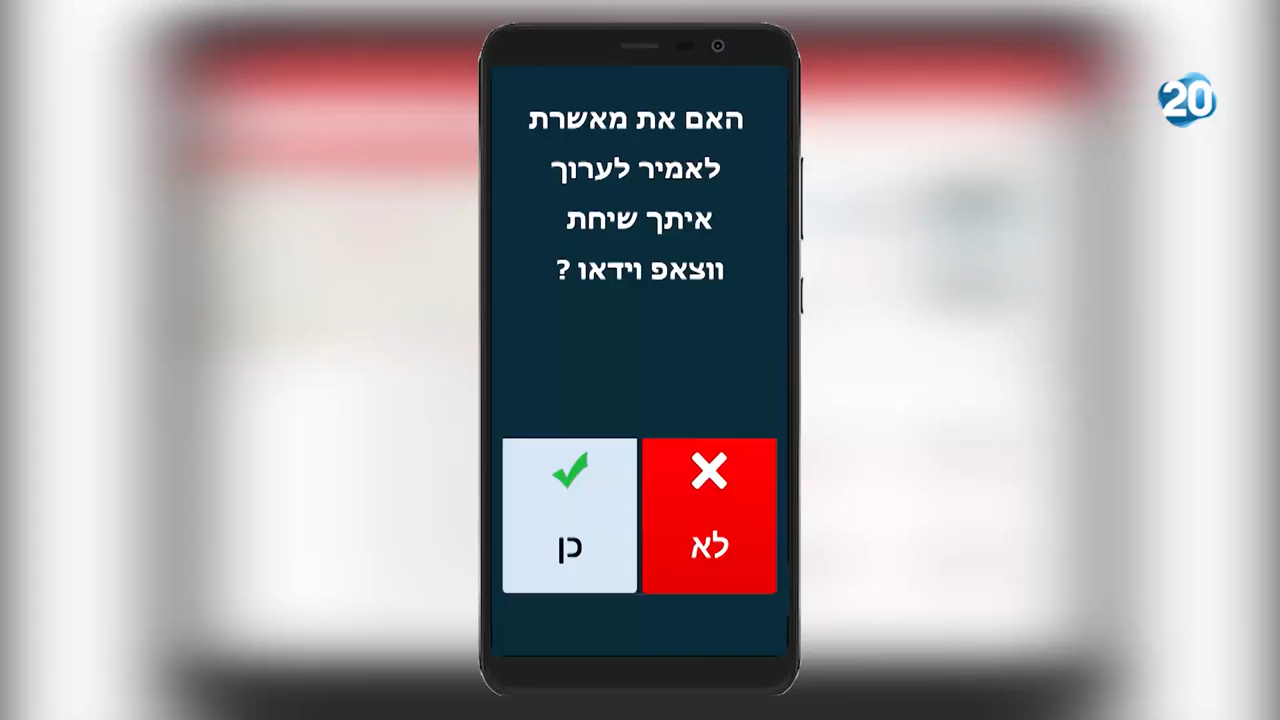 20
האם את מאשרת
לאמיר לערוך
איתך שיחת
ווצאפ וידאו ?
לא
כן